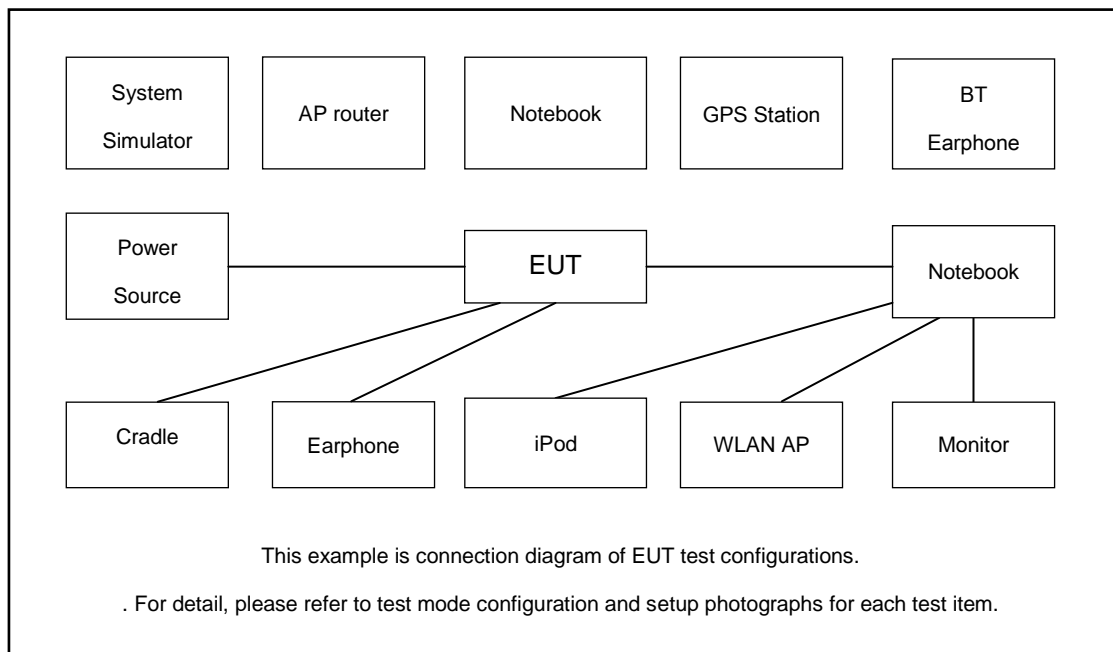 System
Simulator
AP router
Notebook
GPS Station
BT
Earphone
Power
Source
EUT
Notebook
Cradle
Earphone
iPod
WLAN AP
Monitor
This example is connection diagram of EUT test configurations.
. For detail, please refer to test mode configuration and setup photographs for each test item.